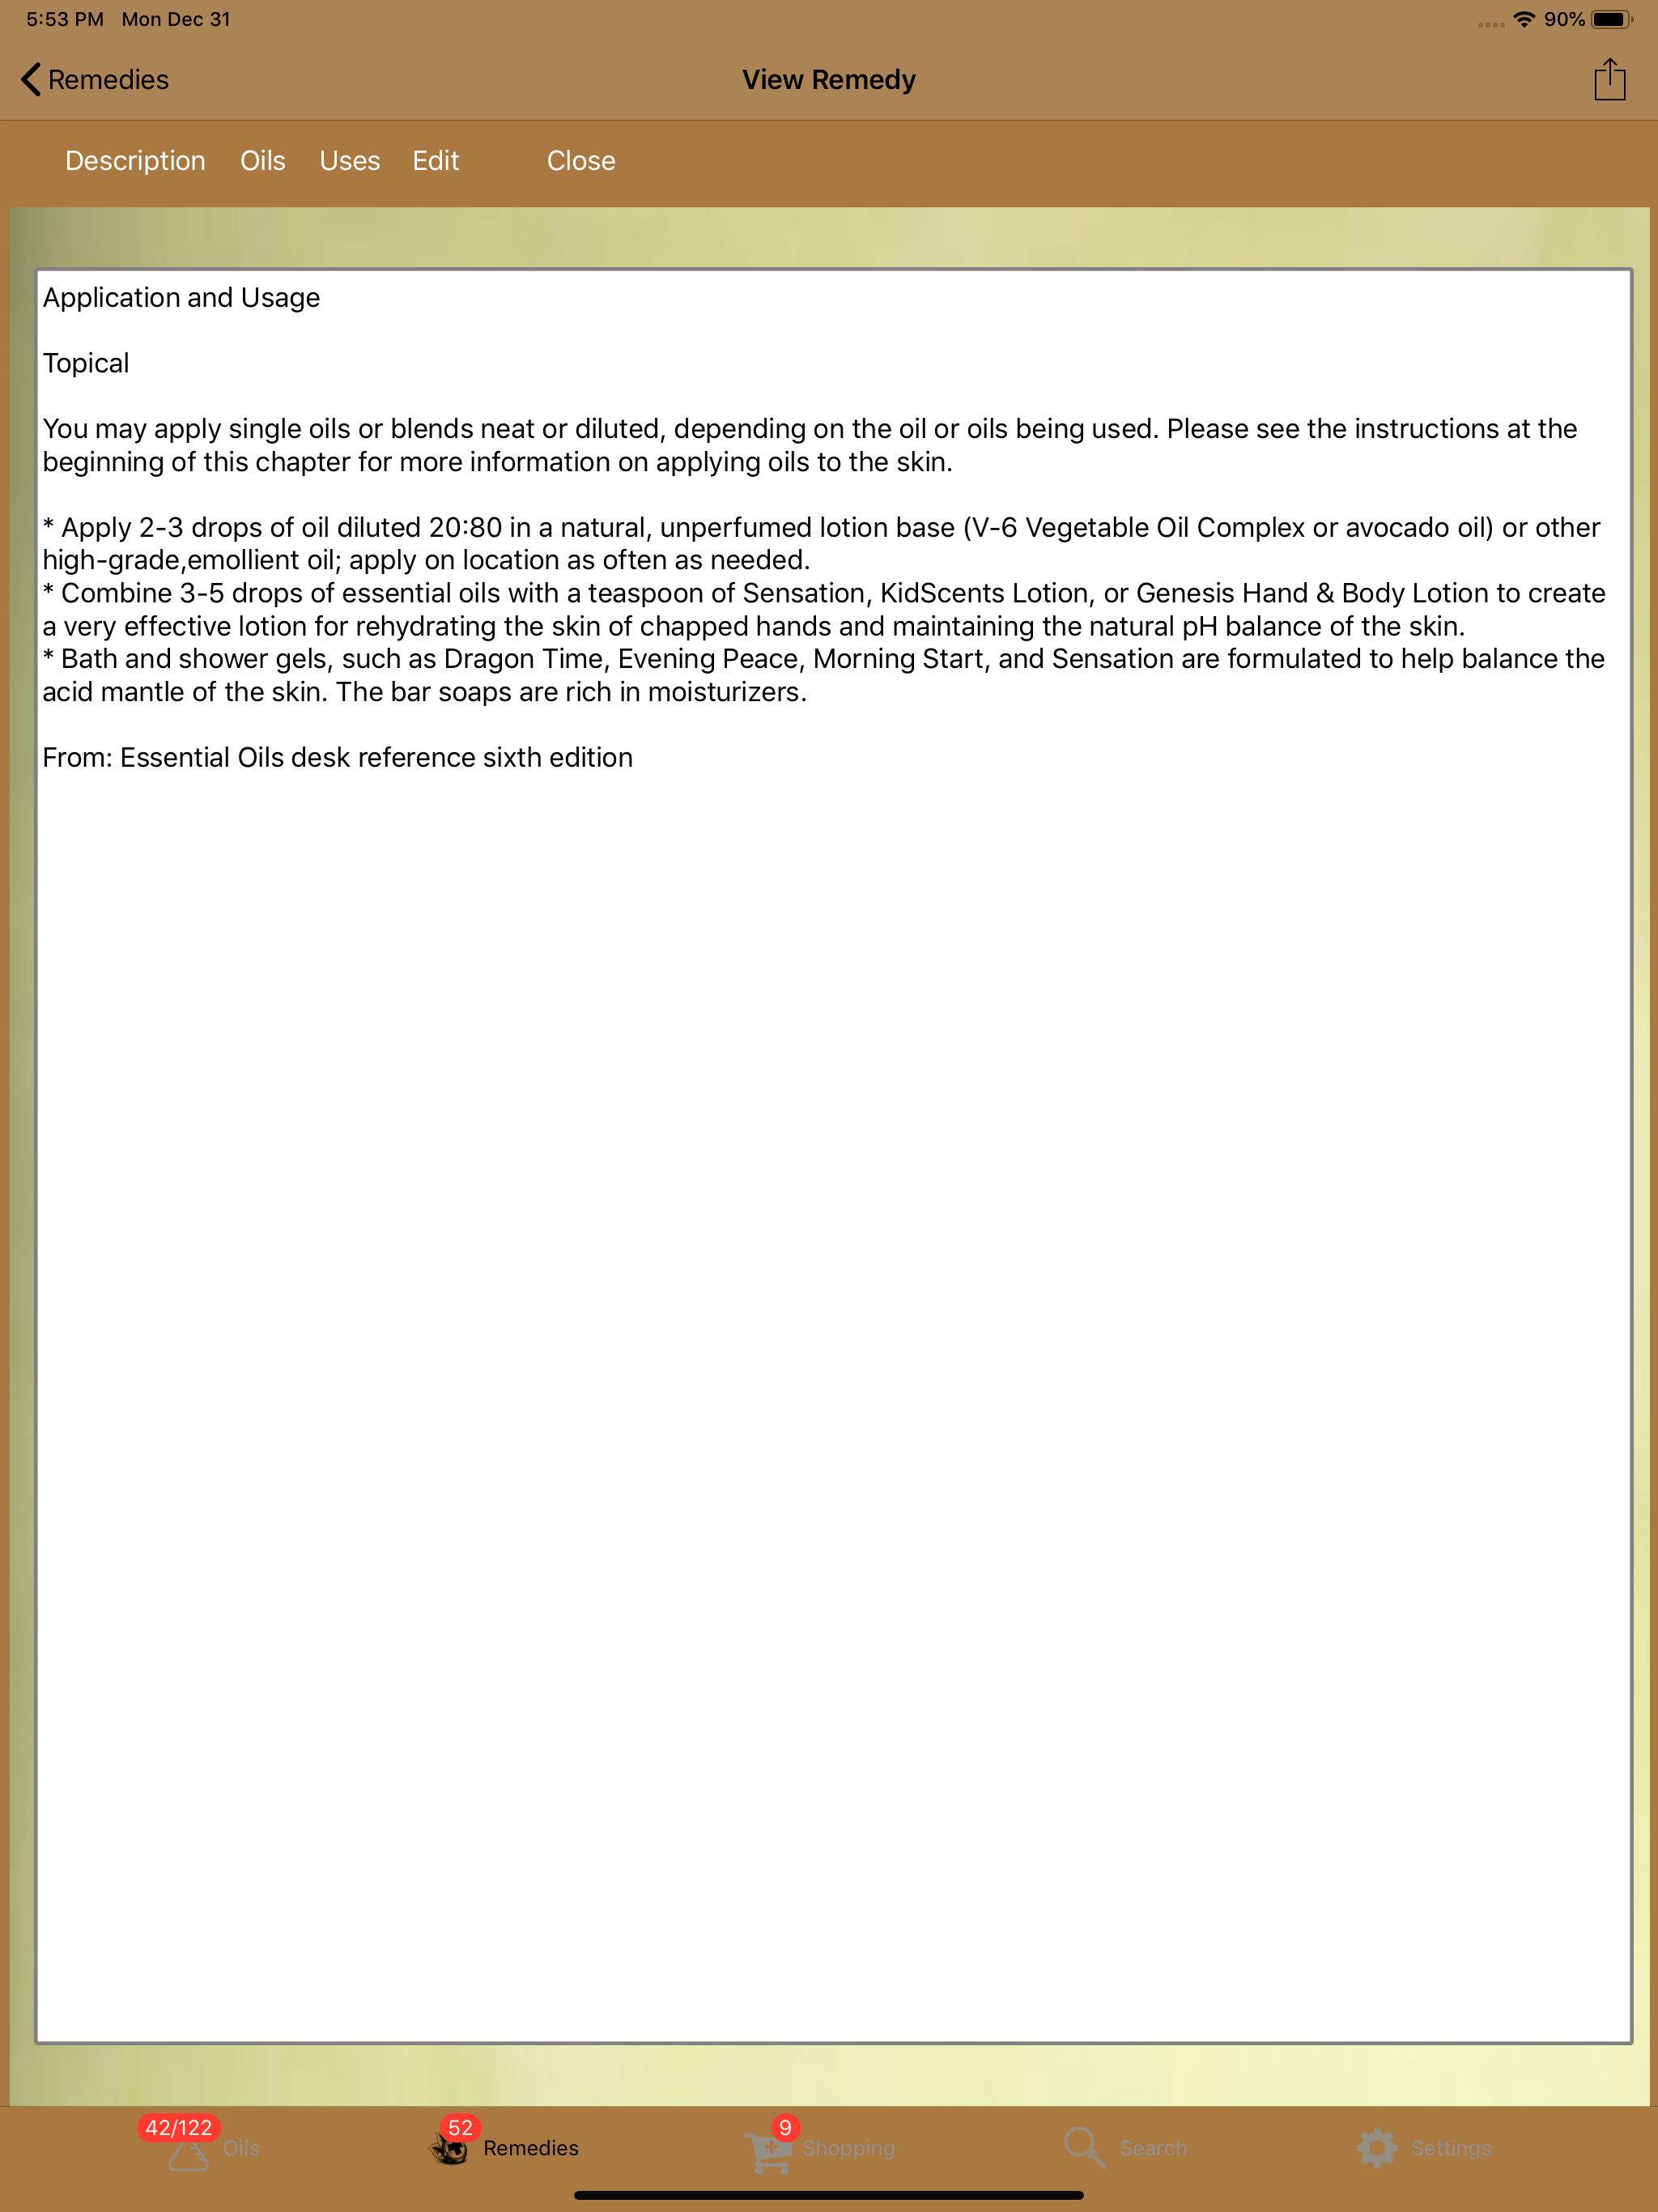 5:53 PM Mon Dec 31
90%
Remedies
View Remedy
Description Oils Uses Edit Close
Application and Usage
Topical
You may apply single oils or blends neat or diluted, depending on the oil or oils being used. Please see the instructions at the
beginning of this chapter for more information on applying oils to the skin.
* Apply 2-3 drops of oil diluted 20:80 in a natural, unperfumed lotion base (V-6 Vegetable Oil Complex or avocado oil) or other
high-grade,emollient oil; apply on location as often as needed.
* Combine 3-5 drops of essential oils with a teaspoon of Sensation, KidScents Lotion, or Genesis Hand & Body Lotion to create
a very effective lotion for rehydrating the skin of chapped hands and maintaining the natural pH balance of the skin.
* Bath and shower gels, such as Dragon Time, Evening Peace, Morning Start, and Sensation are formulated to help balance the
acid mantle of the skin. The bar soaps are rich in moisturizers.
From: Essential Oils desk reference sixth edition
42/122 52 9
Oils Remedies Shopping Search Settings